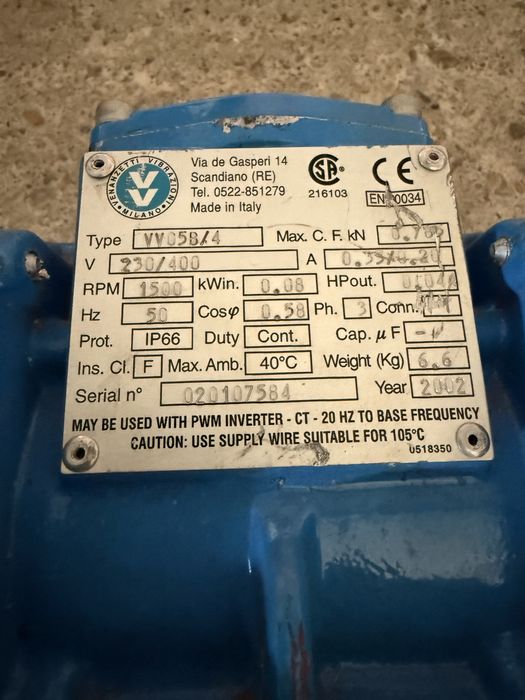 VENANZETTI VIBRAZIONI
VV
• MILANO •
Via de Gasperi 14
Scandiano (RE)
Tel. 0522-851279
Made in Italy
SA
216103
CE
EN 60034
Type VV05B/4 Max. C. F. kN
V 230/400 A 0.35/0.20
RPM 1500 kWin. 0.08 HPout.
Hz 50 Cosφ 0.58 Ph. 3 Conn.
Prot. IP66 Duty Cont. Cap. μF
Ins. Cl. F Max. Amb. 40°C Weight (Kg) 6.6
Serial n° 020107584 Year 2002
MAY BE USED WITH PWM INVERTER - CT - 20 HZ TO BASE FREQUENCY
CAUTION: USE SUPPLY WIRE SUITABLE FOR 105°C
0518350